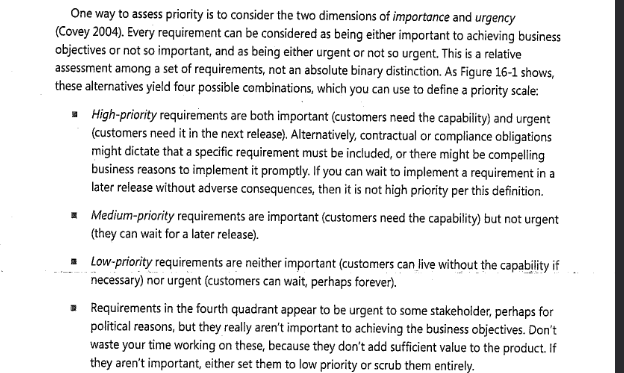 One way to assess priority is to consider the two dimensions of importance and urgency
(Covey 2004). Every requirement can be considered as being either important to achieving business
objectives or not so important, and as being either urgent or not so urgent. This is a relative
assessment among a set of requirements, not an absolute binary distinction. As Figure 16-1 shows,
these alternatives yield four possible combinations, which you can use to define a priority scale:
■ High-priority requirements are both important (customers need the capability) and urgent
(customers need it in the next release). Alternatively, contractual or compliance obligations
might dictate that a specific requirement must be included, or there might be compelling
business reasons to implement it promptly. If you can wait to implement a requirement in a
later release without adverse consequences, then it is not high priority per this definition.
■ Medium-priority requirements are important (customers need the capability) but not urgent
(they can wait for a later release).
■ Low-priority requirements are neither important (customers can live without the capability if
necessary) nor urgent (customers can wait, perhaps forever).
■ Requirements in the fourth quadrant appear to be urgent to some stakeholder, perhaps for
political reasons, but they really aren't important to achieving the business objectives. Don't
waste your time working on these, because they don't add sufficient value to the product. If
they aren't important, either set them to low priority or scrub them entirely.